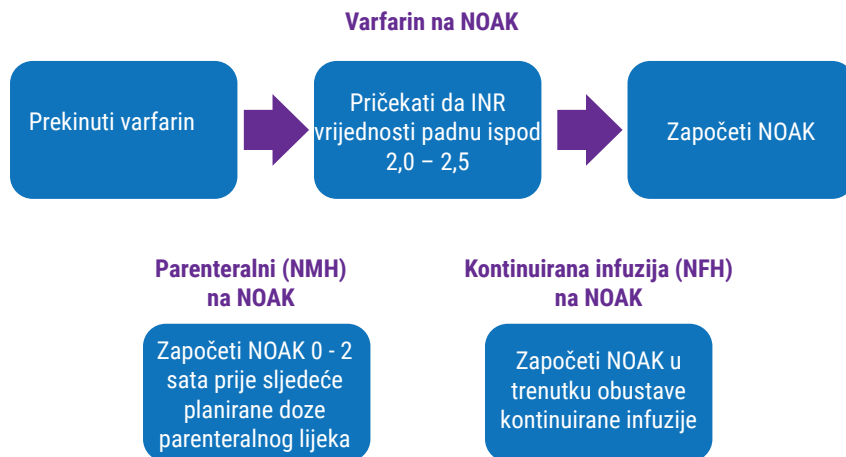 Varfarin na NOAK
Prekinuti varfarin
Pričekati da INR
vrijednosti padnu ispod
2,0 – 2,5
Započeti NOAK
Parenteralni (NMH)
na NOAK
Započeti NOAK 0 - 2
sata prije sljedeće
planirane doze
parenteralnog lijeka
Kontinuirana infuzija (NFH)
na NOAK
Započeti NOAK u
trenutku obustave
kontinuirane infuzije